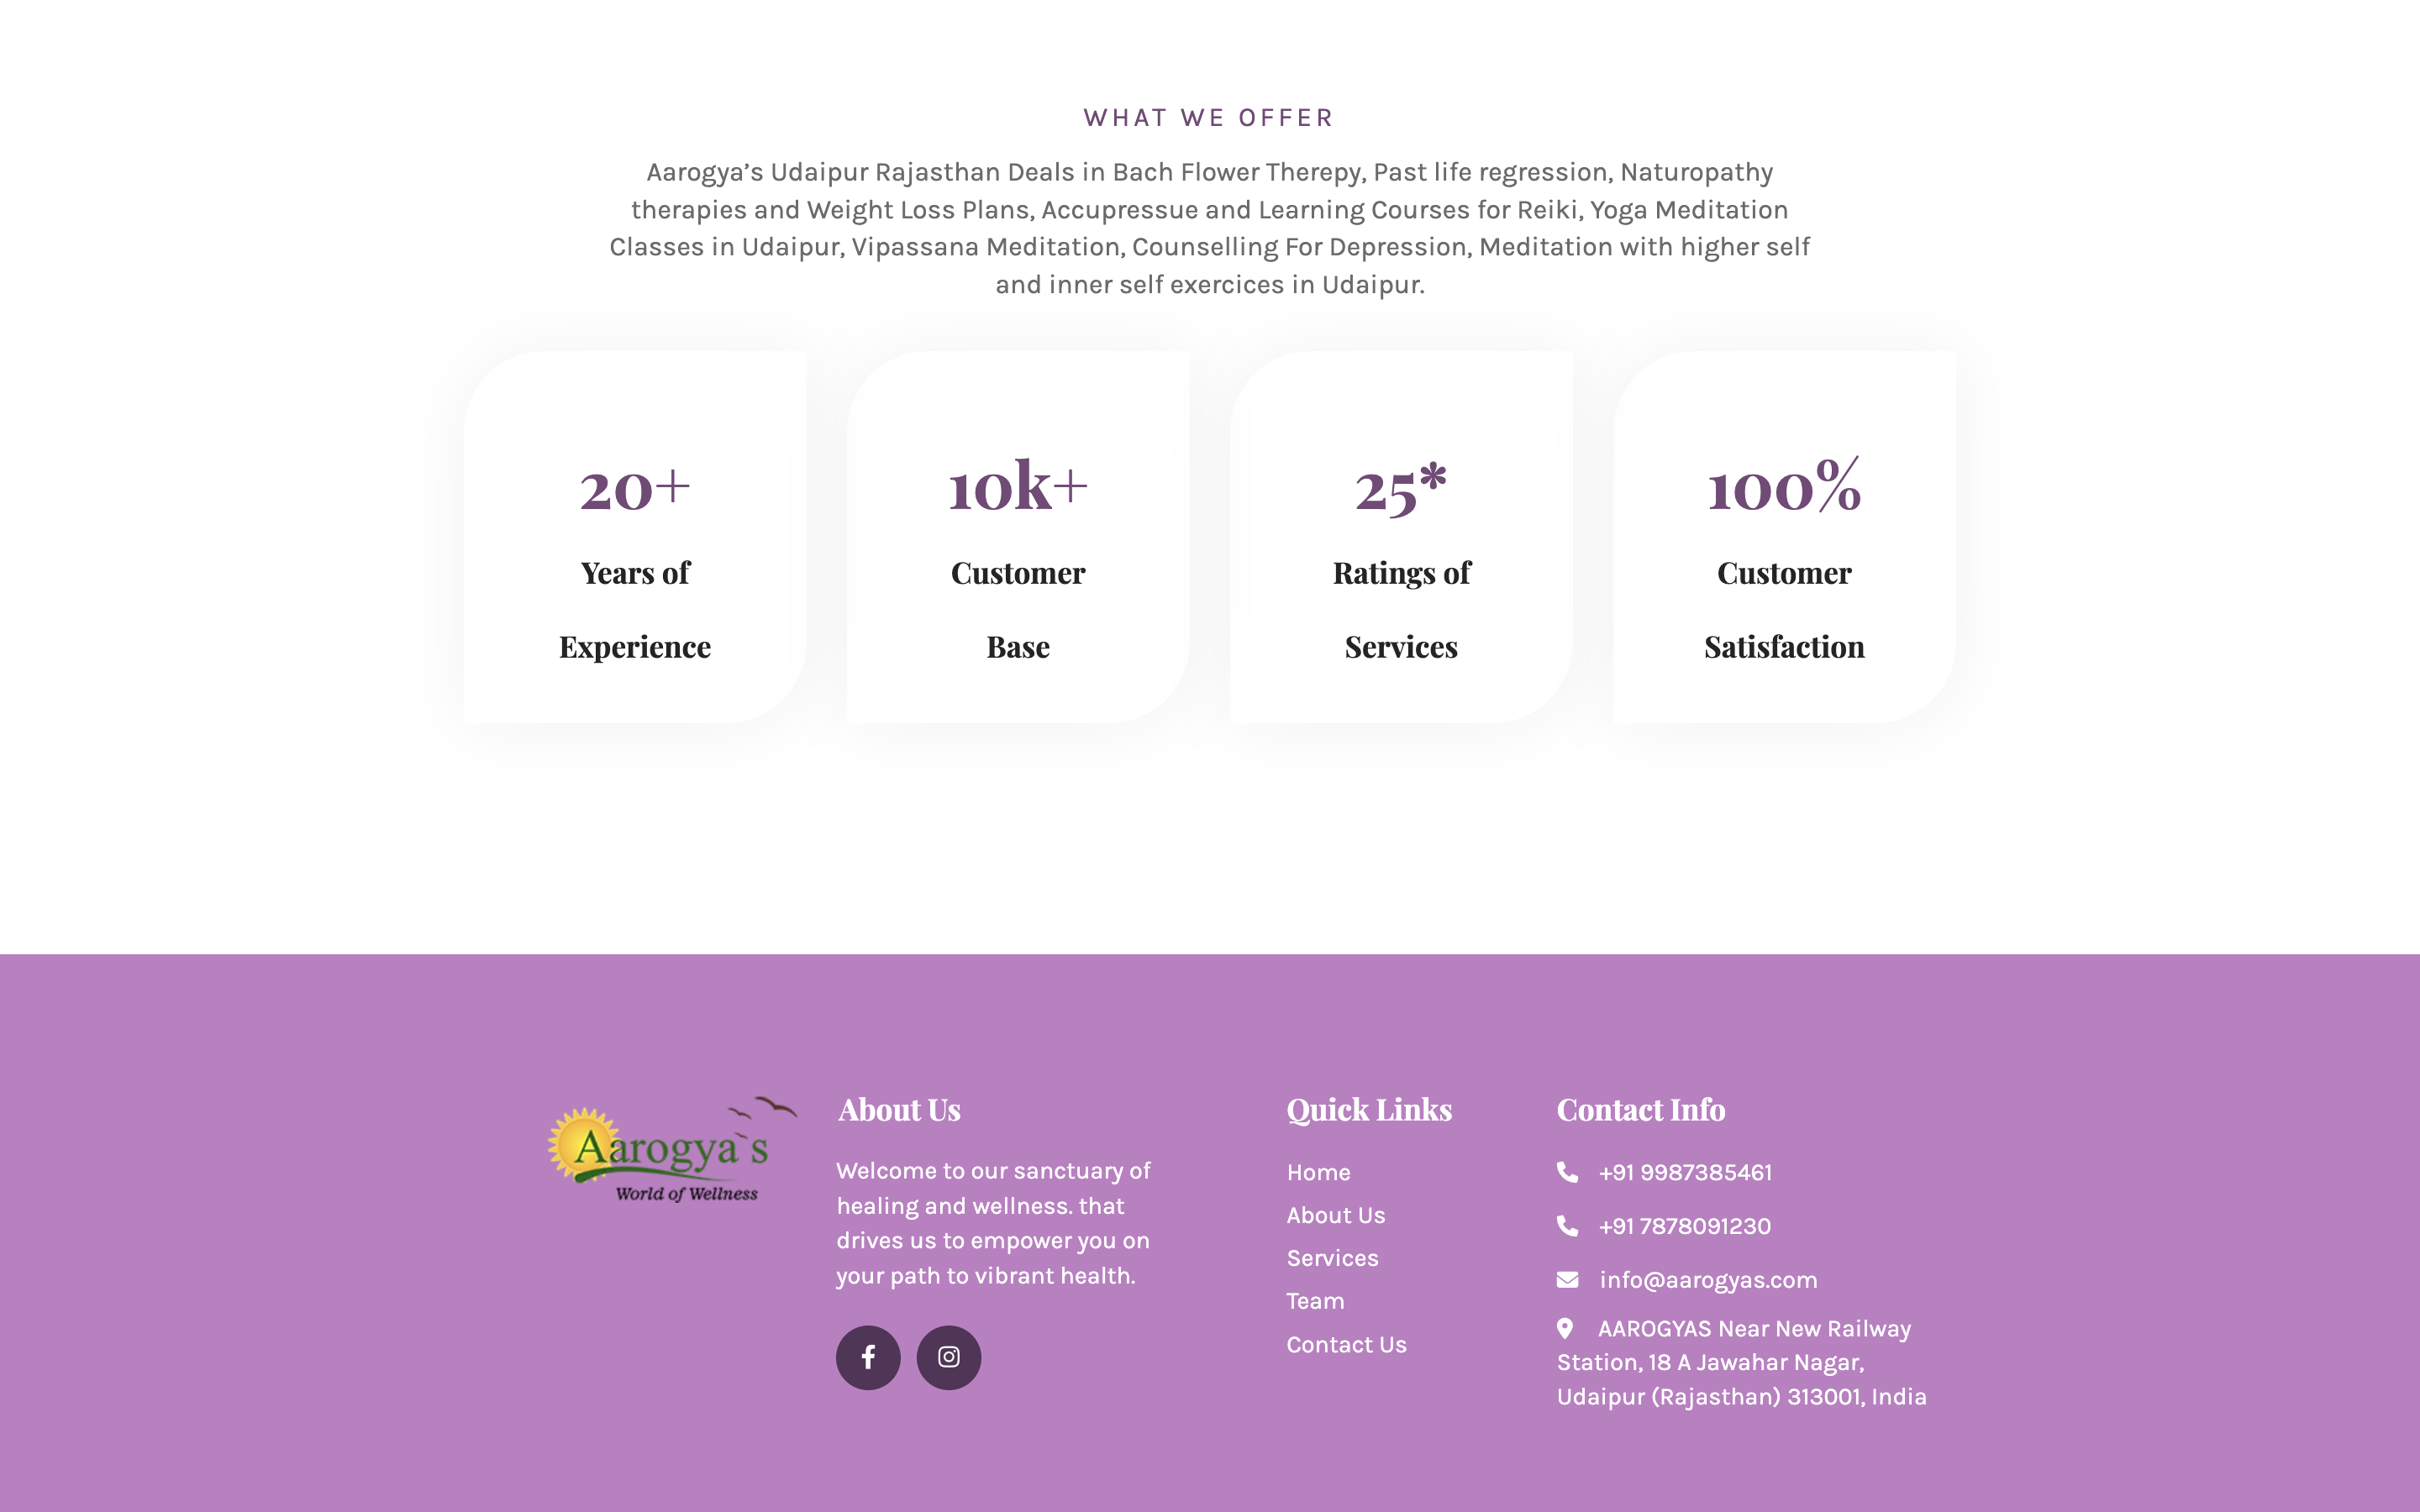 WHAT WE OFFER
Aarogya’s Udaipur Rajasthan Deals in Bach Flower Therepy, Past life regression, Naturopathy
therapies and Weight Loss Plans, Accupressue and Learning Courses for Reiki, Yoga Meditation
Classes in Udaipur, Vipassana Meditation, Counselling For Depression, Meditation with higher self
and inner self exercices in Udaipur.
20+
Years of
Experience
10k+
Customer
Base
25*
Ratings of
Services
100%
Customer
Satisfaction
Aarogya`s
World of Wellness
About Us
Welcome to our sanctuary of
healing and wellness. that
drives us to empower you on
your path to vibrant health.
Quick Links
Home
About Us
Services
Team
Contact Us
Contact Info
+91 9987385461
+91 7878091230
info@aarogyas.com
AAROGYAS Near New Railway
Station, 18 A Jawahar Nagar,
Udaipur (Rajasthan) 313001, India